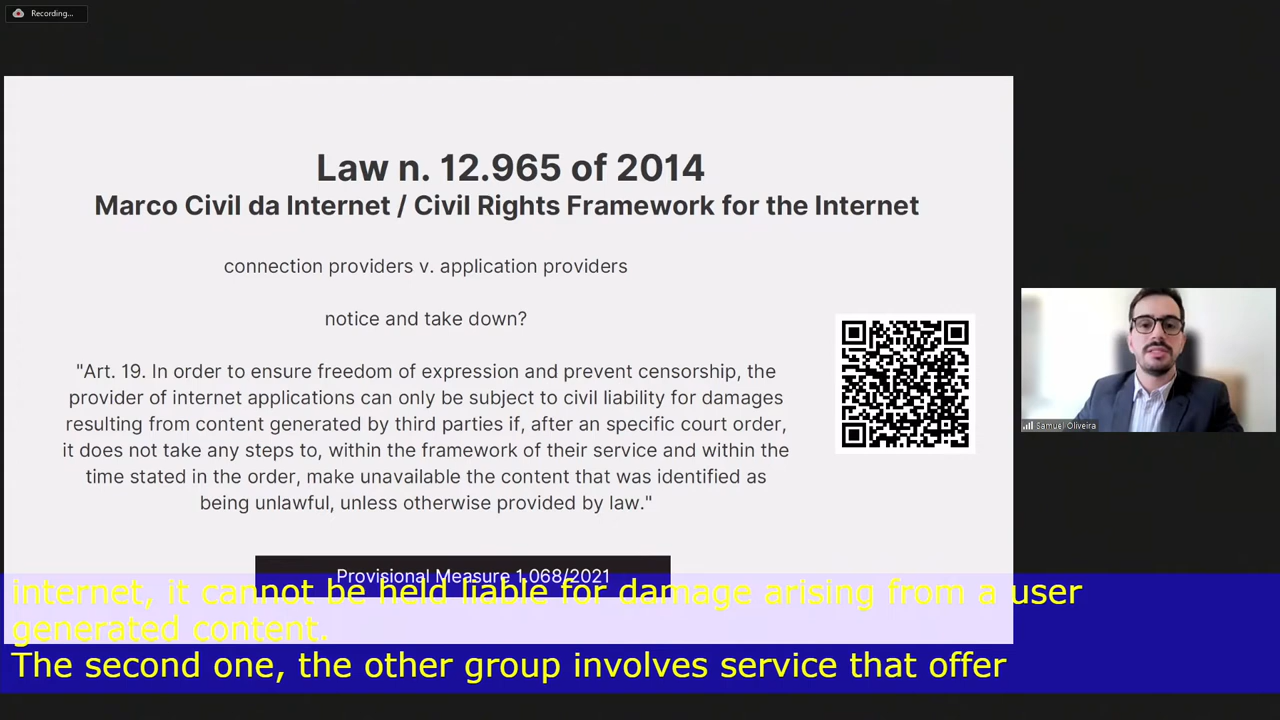 Recording...
Law n. 12.965 of 2014
Marco Civil da Internet / Civil Rights Framework for the Internet
connection providers v. application providers
notice and take down?
"Art. 19. In order to ensure freedom of expression and prevent censorship, the
provider of internet applications can only be subject to civil liability for damages
resulting from content generated by third parties if, after an specific court order,
it does not take any steps to, within the framework of their service and within the
time stated in the order, make unavailable the content that was identified as
being unlawful, unless otherwise provided by law."
Samuel Oliveira
Provisional Measure 1.068/2021
internet, it cannot be held liable for damage arising from a user
generated content.
The second one, the other group involves service that offer